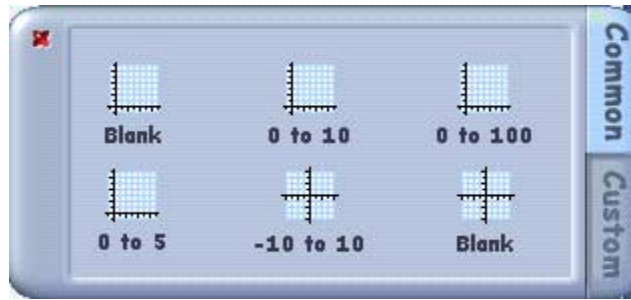 Blank
0 to 10
0 to 100
0 to 5
-10 to 10
Blank
Common
Custom